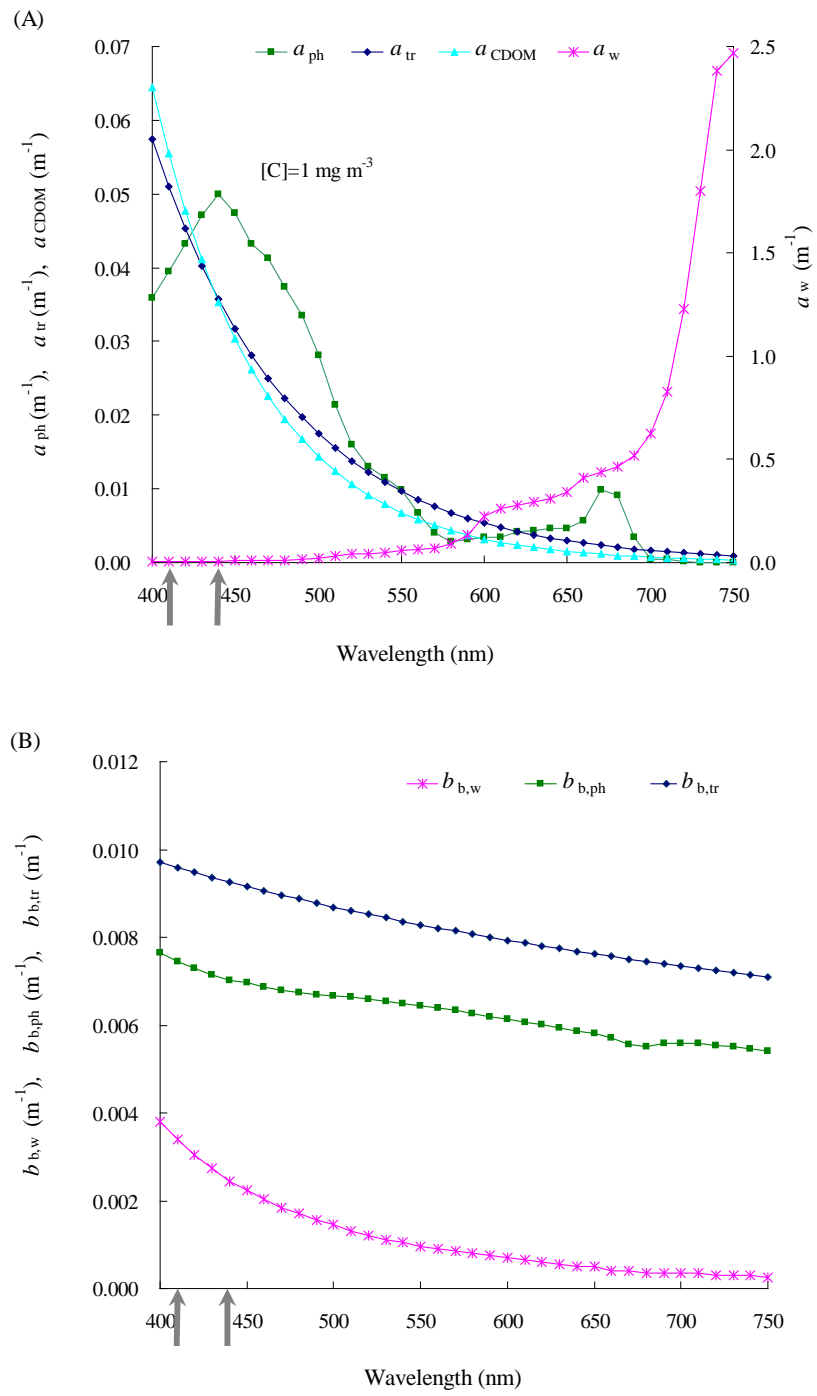 (A)
a ph a tr a CDOM a w
[C]=1 mg m-3
0.07
0.06
0.05
0.04
0.03
0.02
0.01
0.00
a ph (m-1), a tr (m-1), a CDOM (m-1)
2.5
2.0
1.5
1.0
0.5
0.0
a w (m-1)
400 450 500 550 600 650 700 750
Wavelength (nm)
(B)
b b,w b b,ph b b,tr
0.012
0.010
0.008
0.006
0.004
0.002
0.000
b b,w (m-1), b b,ph (m-1), b b,tr (m-1)
400 450 500 550 600 650 700 750
Wavelength (nm)